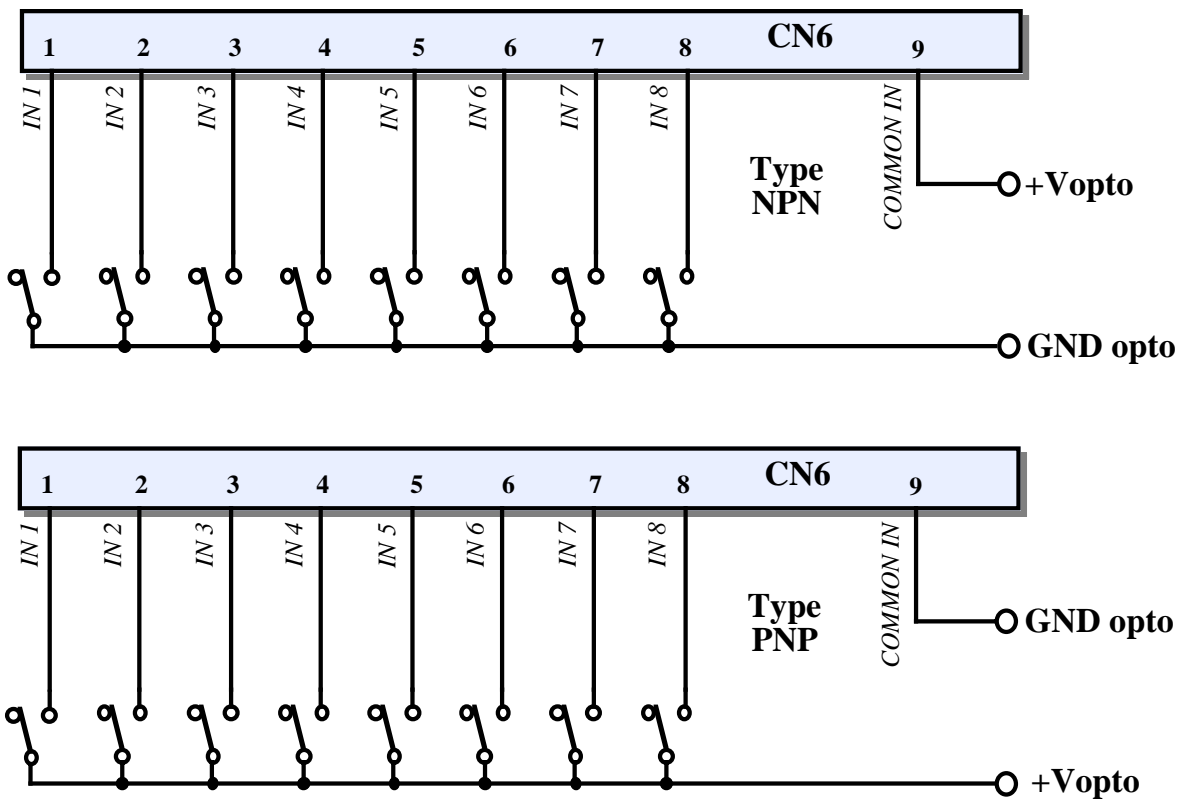 1 2 3 4 5 6 7 8 CN6 9
IN 1 IN 2 IN 3 IN 4 IN 5 IN 6 IN 7 IN 8 COMMON IN
Type
NPN
+Vopto
GND opto
1 2 3 4 5 6 7 8 CN6 9
IN 1 IN 2 IN 3 IN 4 IN 5 IN 6 IN 7 IN 8 COMMON IN
Type
PNP
GND opto
+Vopto